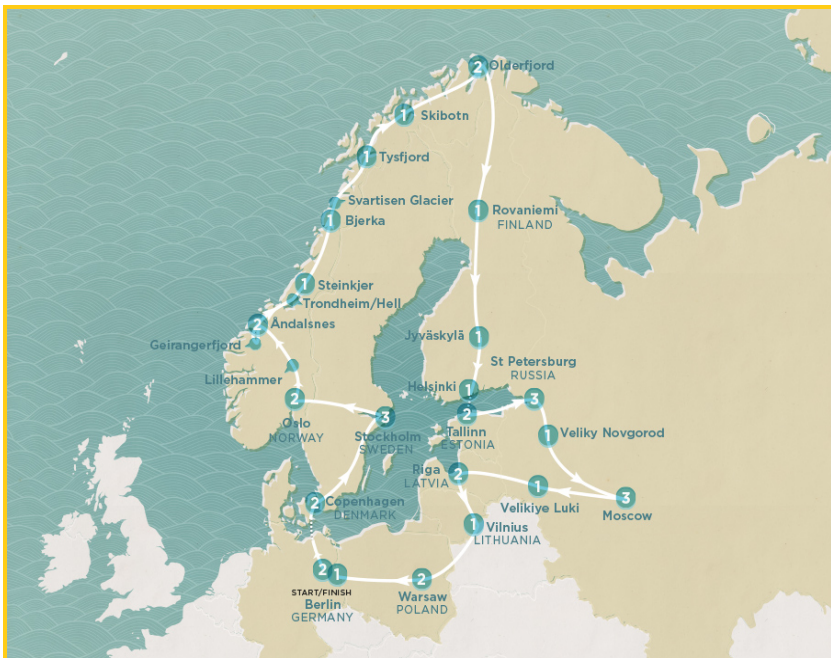 2 Olderfjord
1 Skibotn
1 Tysfjord
Svartisen Glacier
1 Bjerka
1 Rovaniemi
FINLAND
1 Steinkjer
Trondheim/Hell
2 Åndalsnes
Geirangerfjord
Jyväskylä 1
St Petersburg
RUSSIA
Lillehammer
Helsinki 1
2
Oslo
NORWAY
3
Stockholm
SWEDEN
2
Tallinn
ESTONIA
3
1 Veliky Novgorod
Riga 2
LATVIA
1
Velikiye Luki
3
Moscow
2 Copenhagen
DENMARK
1 Vilnius
LITHUANIA
2 1
START/FINISH
Berlin
GERMANY
2
Warsaw
POLAND